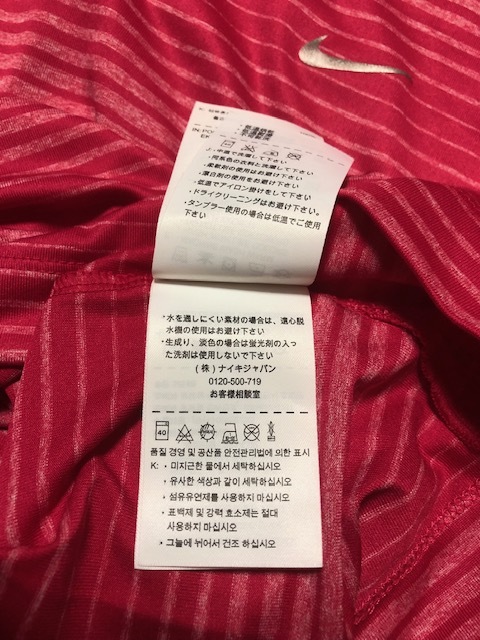 J: ・中温で洗濯して下さい
・同系色の衣料と洗濯して下さい
・柔軟剤の使用はお避け下さい
・漂白剤の使用をお避け下さい
・低温でアイロン掛けをして下さい
・ドライクリーニングはお避け下さい。
・タンブラー使用の場合は低温でご使用
下さい
・水を通しにくい素材の場合は、遠心脱
水機の使用はお避け下さい
・生成り、淡色の場合は蛍光剤の入っ
た洗剤は使用しないで下さい
(株) ナイキジャパン
0120-500-719
お客様相談室
40
품질 경영 및 공산품 안전관리법에 의한 표시
K: ・미지근한 물에서 세탁하십시오
・유사한 색상과 같이 세탁하십시오
・섬유유연제를 사용하지 마십시오
・표백제 및 강력 효소제는 절대
사용하지 마십시오
・그늘에 뉘어서 건조 하십시오